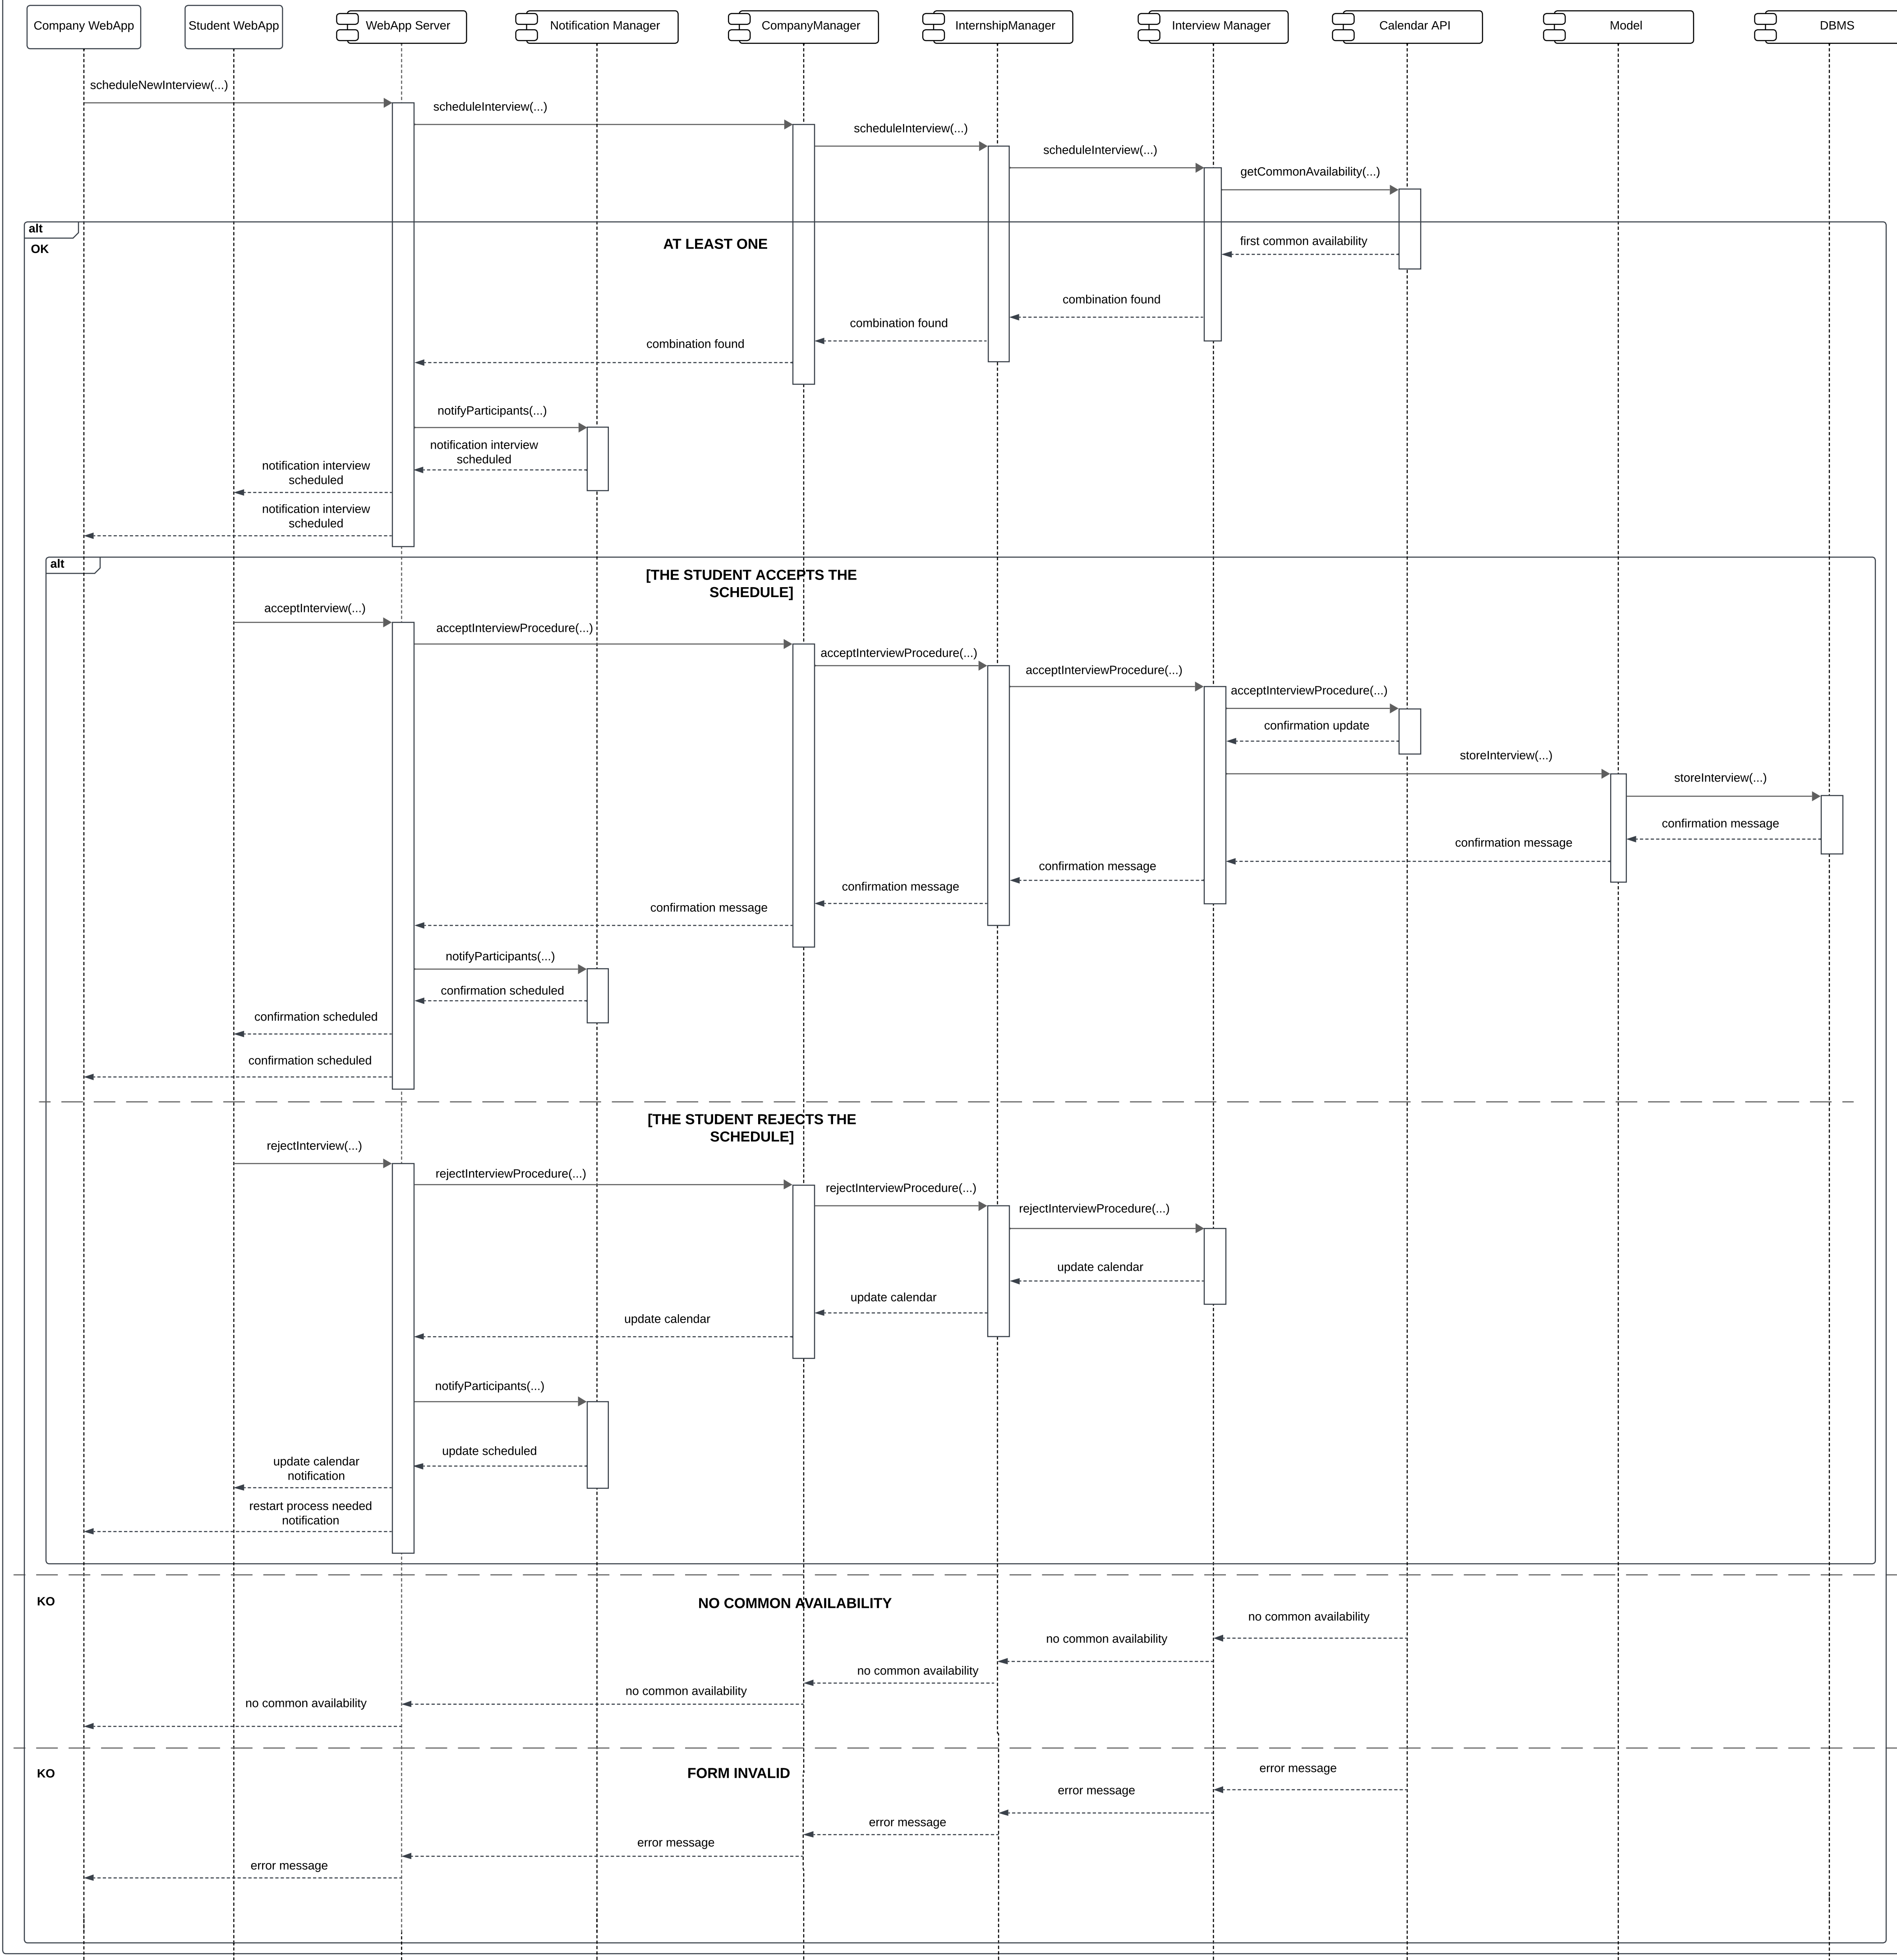 Company WebApp
Student WebApp
WebApp Server
Notification Manager
CompanyManager
InternshipManager
Interview Manager
Calendar API
Model
DBMS
scheduleNewInterview(...)
scheduleInterview(...)
scheduleInterview(...)
scheduleInterview(...)
getCommonAvailability(...)
alt
OK
AT LEAST ONE
first common availability
combination found
combination found
combination found
notifyParticipants(...)
notification interview
scheduled
notification interview
scheduled
notification interview
scheduled
alt
[THE STUDENT ACCEPTS THE
SCHEDULE]
acceptInterview(...)
acceptInterviewProcedure(...)
acceptInterviewProcedure(...)
acceptInterviewProcedure(...)
acceptInterviewProcedure(...)
confirmation update
storeInterview(...)
storeInterview(...)
confirmation message
confirmation message
confirmation message
confirmation message
confirmation message
notifyParticipants(...)
confirmation scheduled
confirmation scheduled
confirmation scheduled
[THE STUDENT REJECTS THE
SCHEDULE]
rejectInterview(...)
rejectInterviewProcedure(...)
rejectInterviewProcedure(...)
rejectInterviewProcedure(...)
update calendar
update calendar
update calendar
notifyParticipants(...)
update scheduled
update calendar
notification
restart process needed
notification
KO
NO COMMON AVAILABILITY
no common availability
no common availability
no common availability
no common availability
no common availability
KO
FORM INVALID
error message
error message
error message
error message
error message